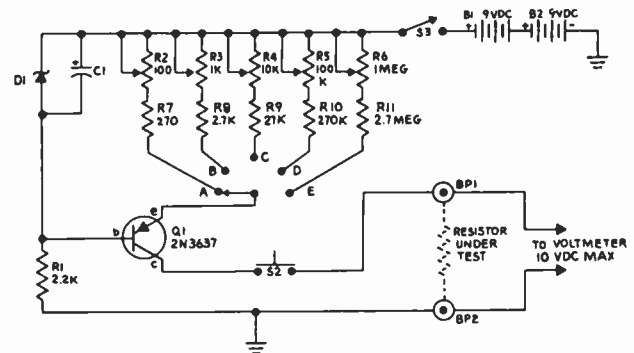 B1 9VDC B2 9VDC
+ + -
S3
D1
+
C1
R2
100
R3
1K
R4
10K
R5
100
K
R6
1MEG
R7
270
R8
2.7K
R9
27K
R10
270K
R11
2.7MEG
A
B
C
D
E
e
b
c
Q1
2N3637
R1
2.2K
S2
BP1
RESISTOR
UNDER
TEST
BP2
TO VOLTMETER
10 VDC MAX